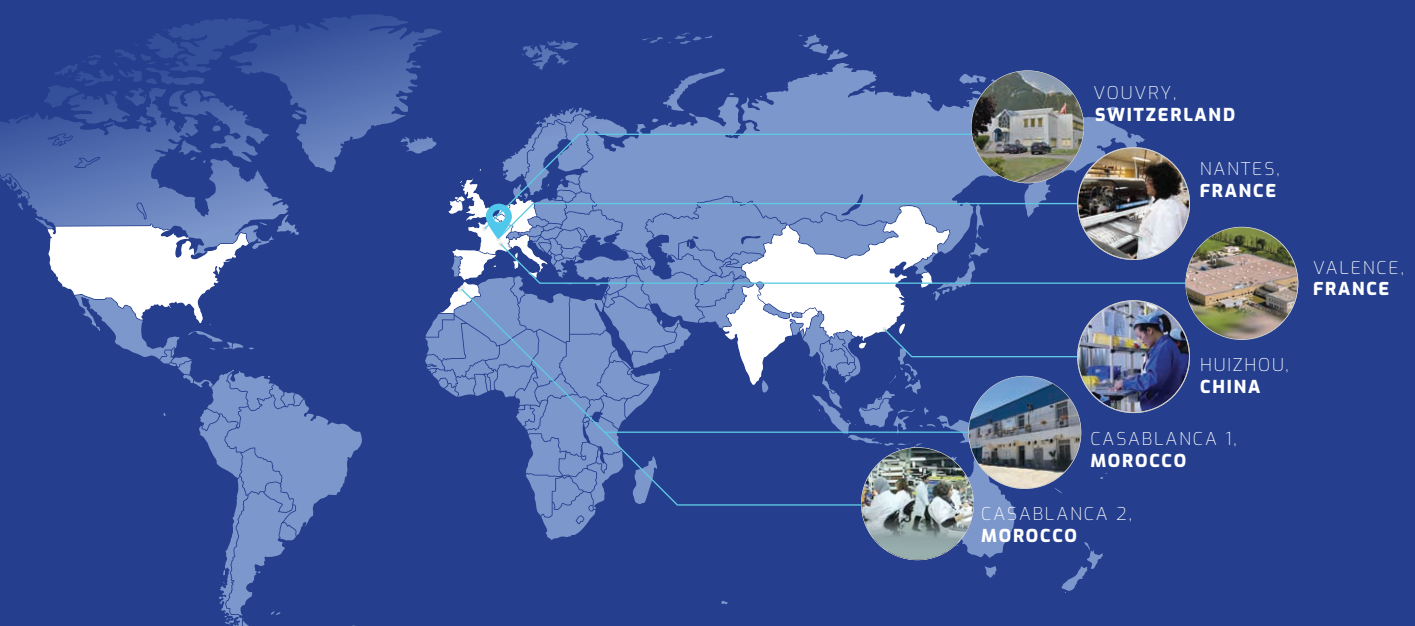 VOUVRY,
SWITZERLAND
NANTES,
FRANCE
VALENCE,
FRANCE
HUIZHOU,
CHINA
CASABLANCA 1,
MOROCCO
CASABLANCA 2,
MOROCCO